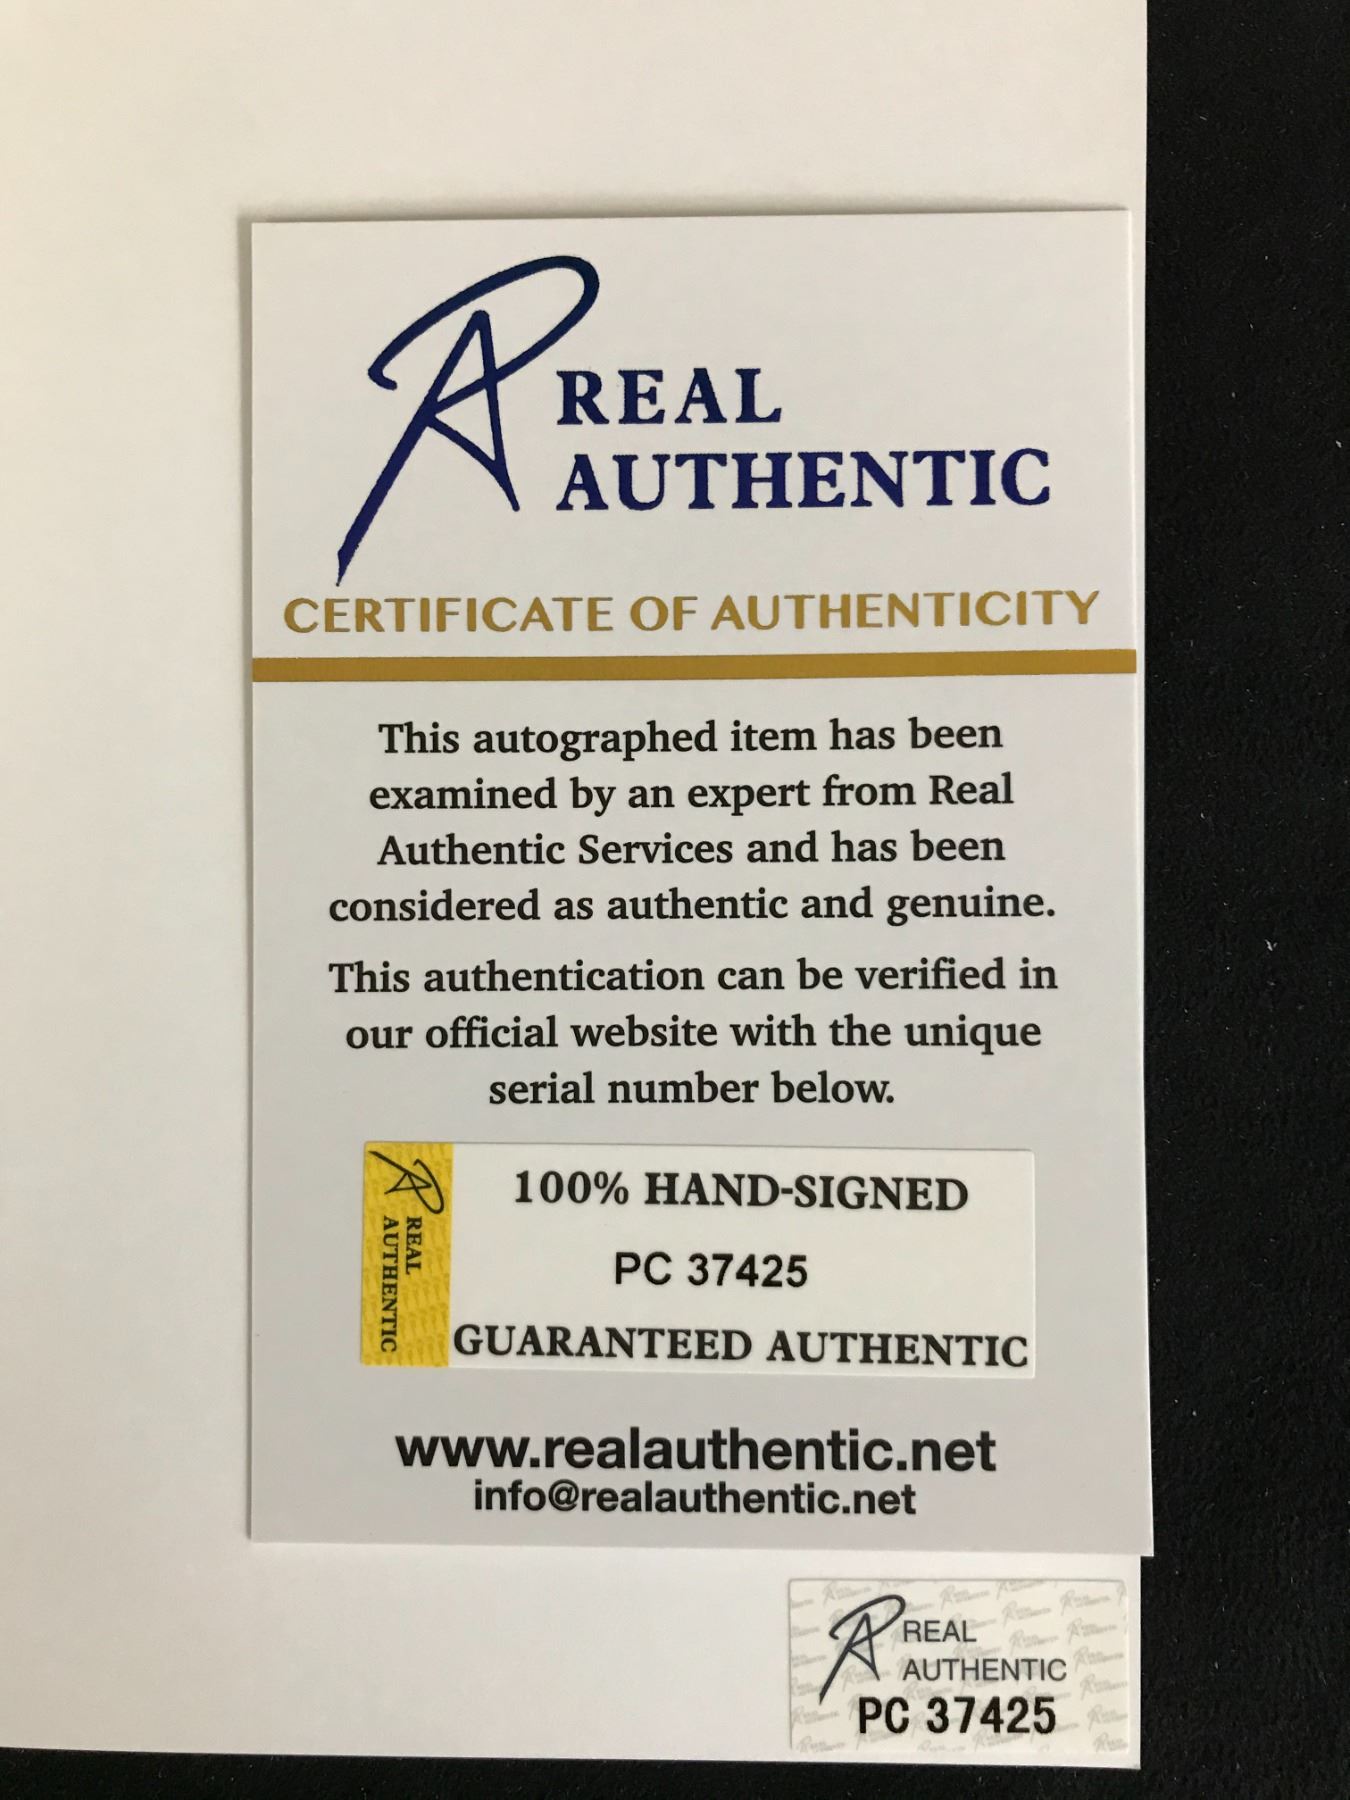 REAL
AUTHENTIC
CERTIFICATE OF AUTHENTICITY
This autographed item has been
examined by an expert from Real
Authentic Services and has been
considered as authentic and genuine.
This authentication can be verified in
our official website with the unique
serial number below.
REAL
AUTHENTIC
100% HAND-SIGNED
PC 37425
GUARANTEED AUTHENTIC
www.realauthentic.net
info@realauthentic.net
REAL
AUTHENTIC
PC 37425